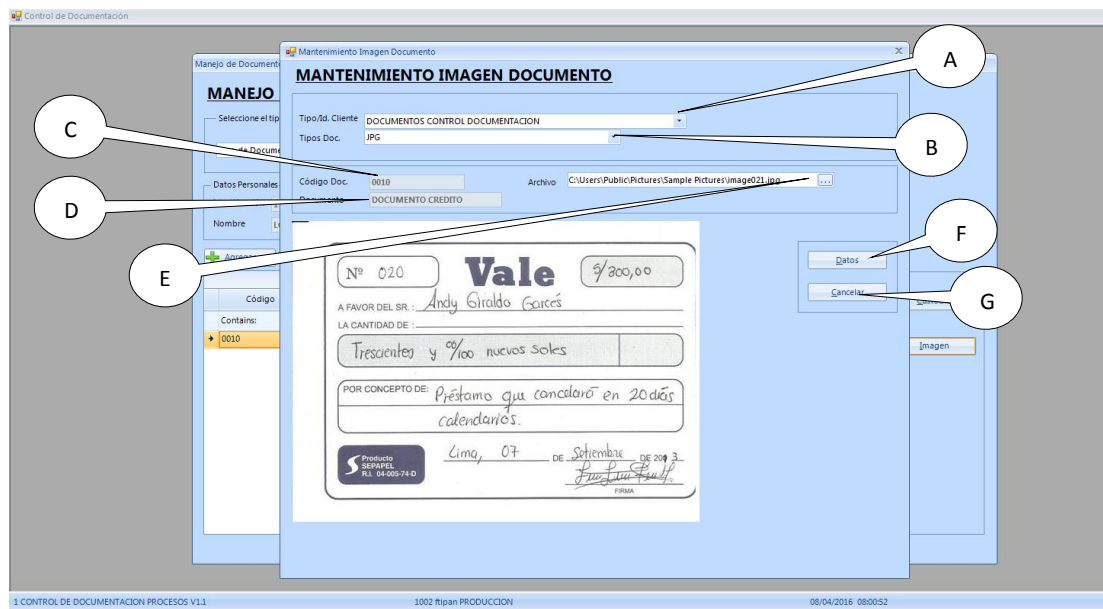 Control de Documentación
Mantenimiento Imagen Documento
X
A
Manejo de Document
MANTENIMIENTO IMAGEN DOCUMENTO
MANEJO
Seleccione el tip
Tipo/Id. Cliente DOCUMENTOS CONTROL DOCUMENTACION
C
Tipos Doc. JPG
B
de Docume
Datos Personales
Código Doc. 0010
Archivo C:\Users\Public\Pictures\Sample Pictures\image021.jpg ...
D
DOCUMENTO CREDITO
Nombre
F
E
Agrega
Datos
Nº 020
Vale
S/300,00
Cancelar
G
Código
A FAVOR DEL SR.: Andy Giraldo Garcés
Contains:
LA CANTIDAD DE:
0010
Imagen
Trescientos y 00/100 nuevos soles
POR CONCEPTO DE: Préstamo que cancelaró en 20 días
calendarios.
Producto
SEPAPEL
R.I. 04-005-74-D
Lima, 07 DE Setiembre DE 2013
FIRMA
1 CONTROL DE DOCUMENTACION PROCESOS V1.1
1002 ftipan PRODUCCION
08/04/2016 08:00:52